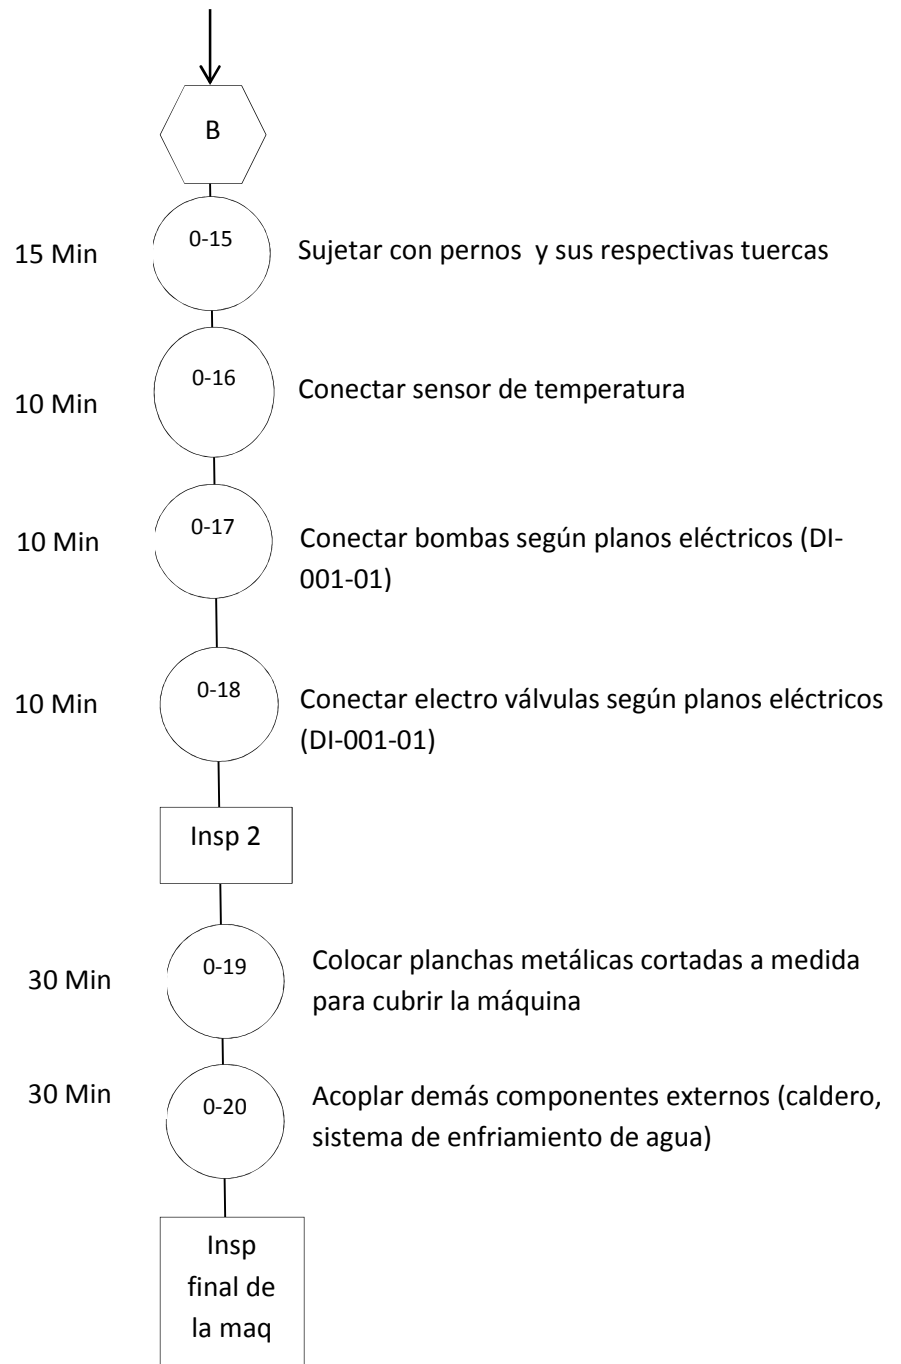 B
15 Min
0-15
Sujetar con pernos  y sus respectivas tuercas
10 Min
0-16
Conectar sensor de temperatura
10 Min
0-17
Conectar bombas según planos eléctricos (DI-
001-01)
10 Min
0-18
Conectar electro válvulas según planos eléctricos
(DI-001-01)
Insp 2
30 Min
0-19
Colocar planchas metálicas cortadas a medida
para cubrir la máquina
30 Min
0-20
Acoplar demás componentes externos (caldero,
sistema de enfriamiento de agua)
Insp
final de
la maq